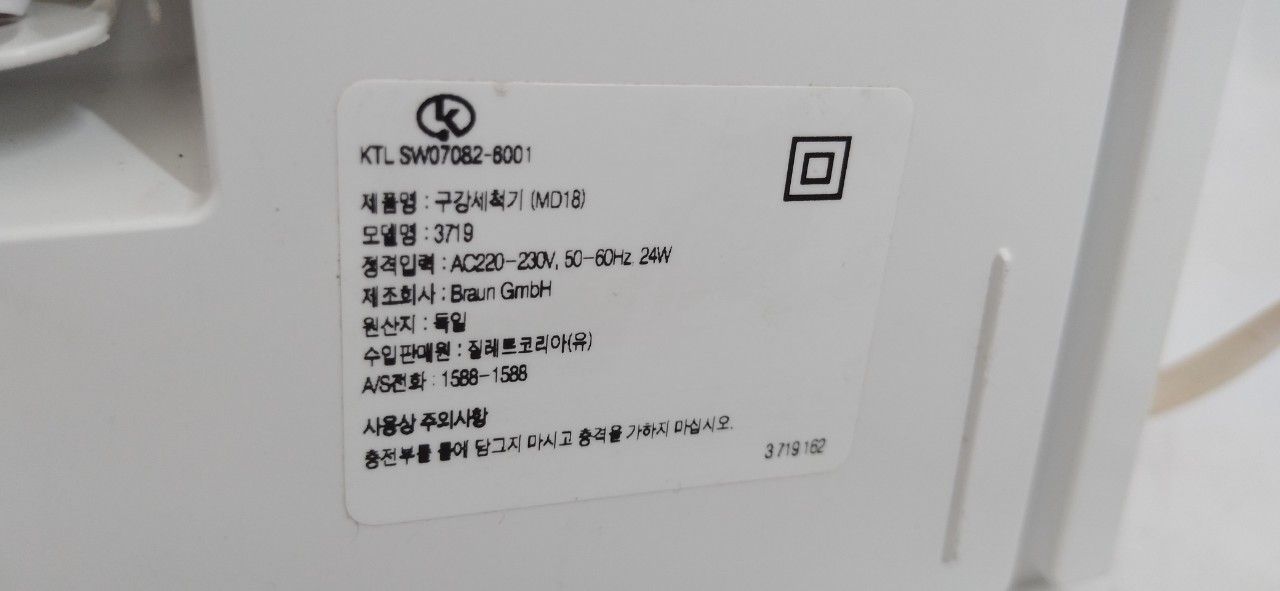 KTL SW07082-6001
제품명 : 구강세척기 (MD18)
모델명 : 3719
정격입력 : AC220-230V, 50-60Hz. 24W
제조회사 : Braun GmbH
원산지 : 독일
수입판매원 : 질레트코리아(유)
A/S전화 : 1588-1588
사용상 주의사항
충전부를 물에 담그지 마시고 충격을 가하지 마십시오.
3 719 162